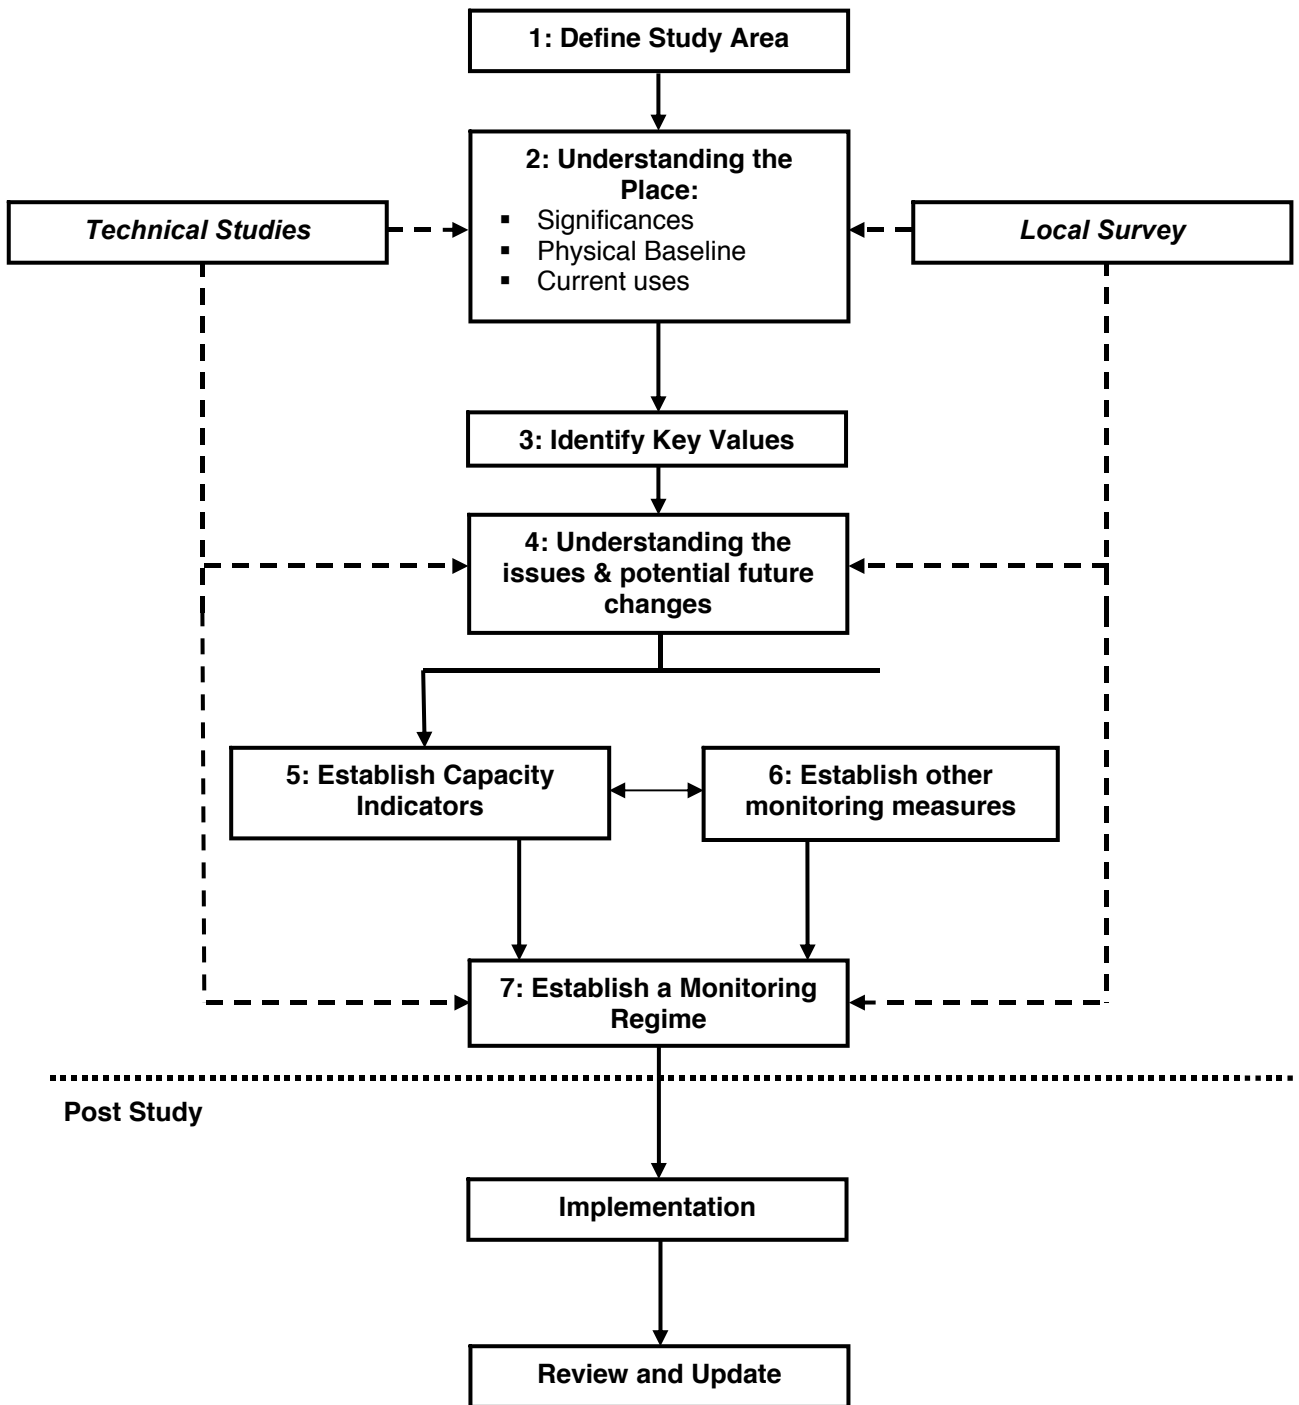 1: Define Study Area
2: Understanding the
Place:
▪ Significances
▪ Physical Baseline
▪ Current uses
Technical Studies
Local Survey
3: Identify Key Values
4: Understanding the
issues & potential future
changes
5: Establish Capacity
Indicators
6: Establish other
monitoring measures
7: Establish a Monitoring
Regime
Post Study
Implementation
Review and Update